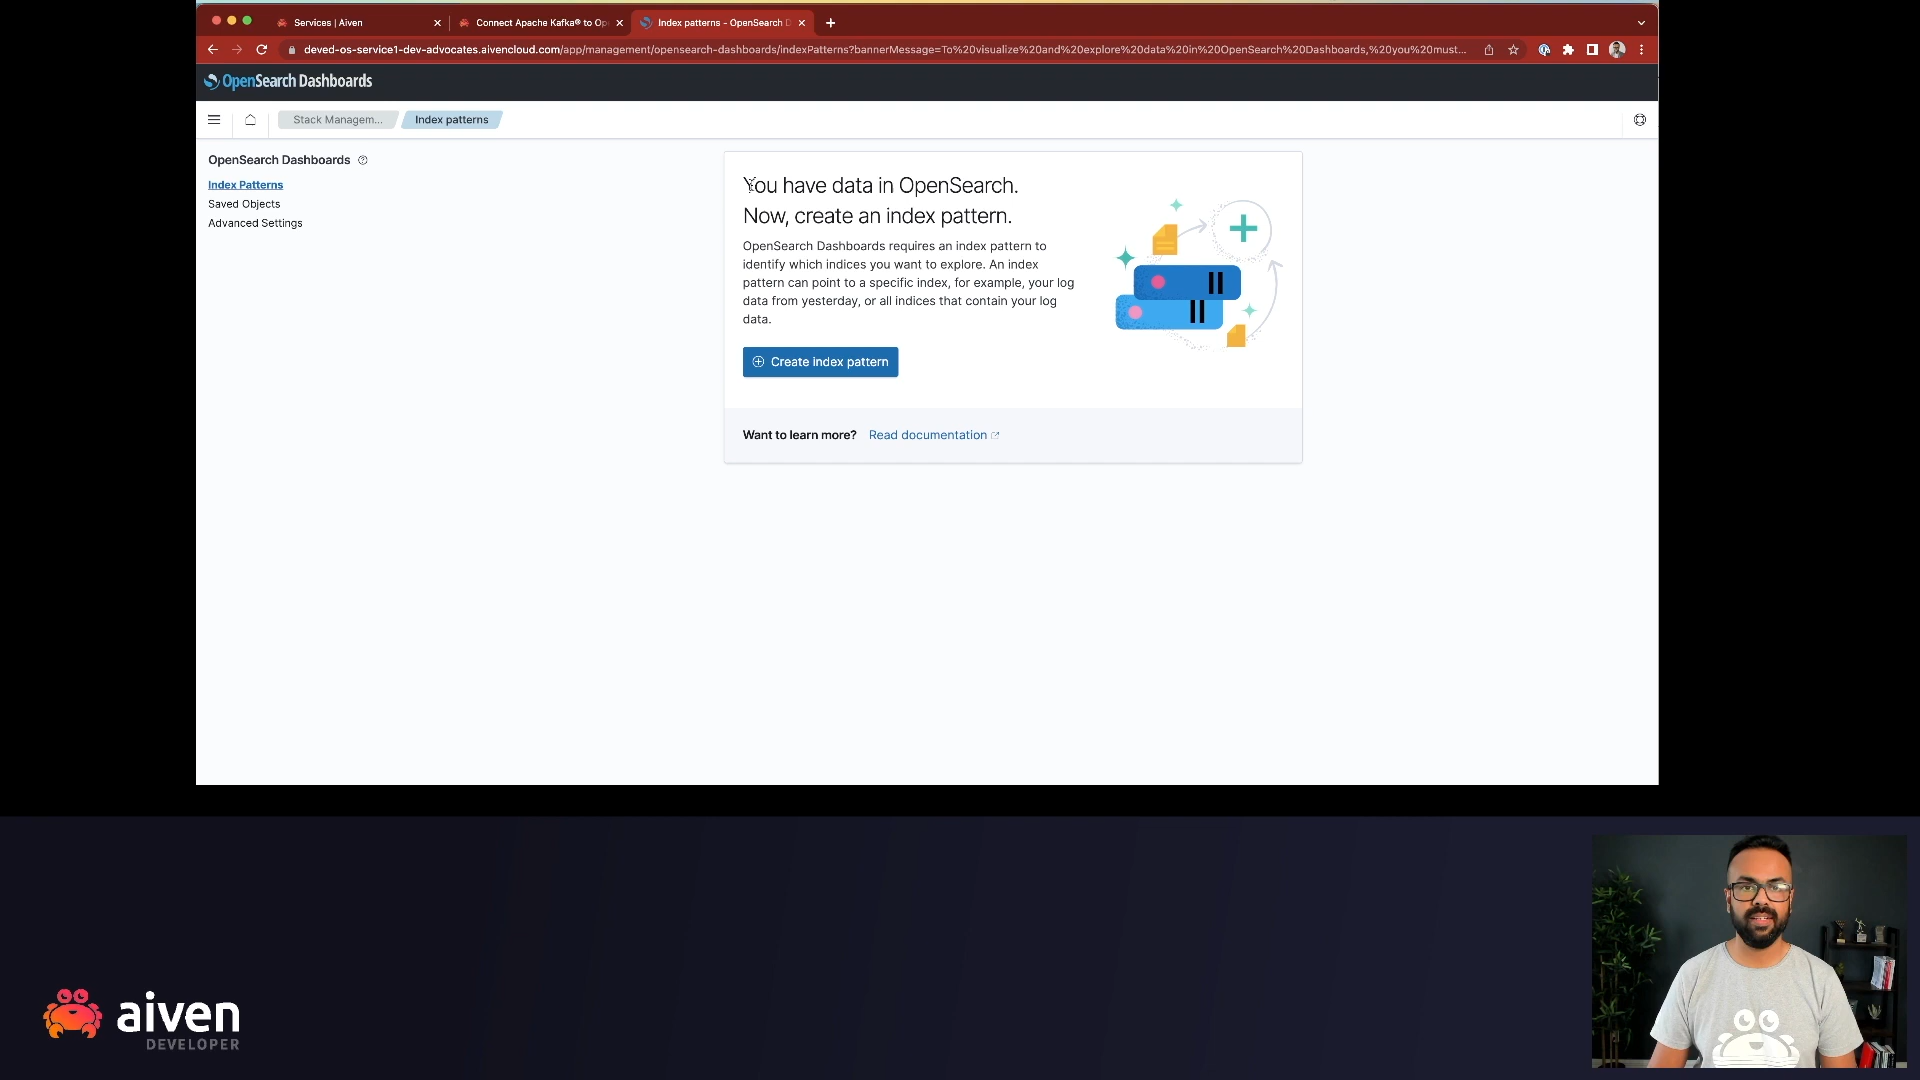 Services | Aiven
Connect Apache Kafka® to Op
Index patterns - OpenSearch D
deved-os-service1-dev-advocates.aivencloud.com/app/management/opensearch-dashboards/indexPatterns?bannerMessage=To%20visualize%20and%20explore%20data%20in%20OpenSearch%20Dashboards,%20you%20must...
OpenSearch Dashboards
Stack Managem...
Index patterns
OpenSearch Dashboards
Index Patterns
Saved Objects
Advanced Settings
You have data in OpenSearch.
Now, create an index pattern.
OpenSearch Dashboards requires an index pattern to
identify which indices you want to explore. An index
pattern can point to a specific index, for example, your log
data from yesterday, or all indices that contain your log
data.
Create index pattern
Want to learn more? Read documentation
aiven
DEVELOPER